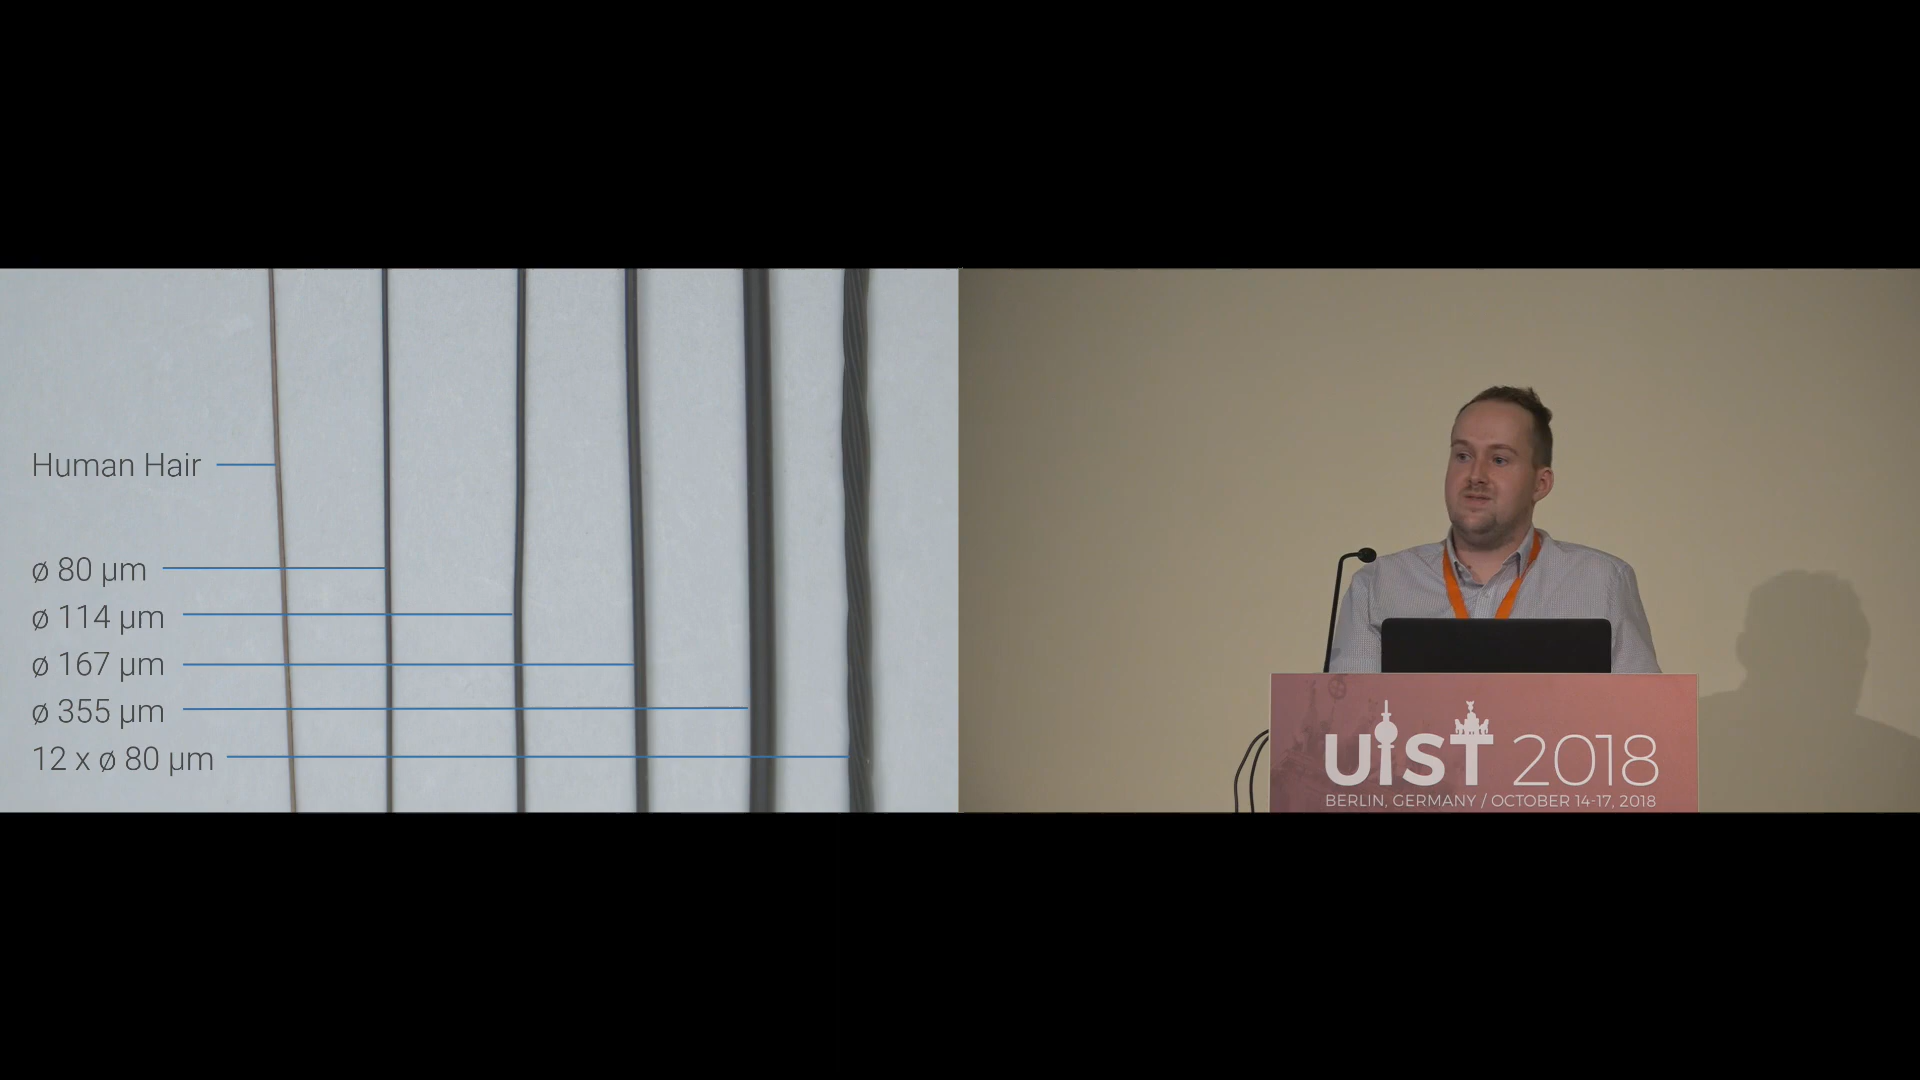 Human Hair
ø 80 µm
ø 114 µm
ø 167 µm
ø 355 µm
12 x ø 80 µm
UIST 2018
BERLIN, GERMANY / OCTOBER 14-17, 2018